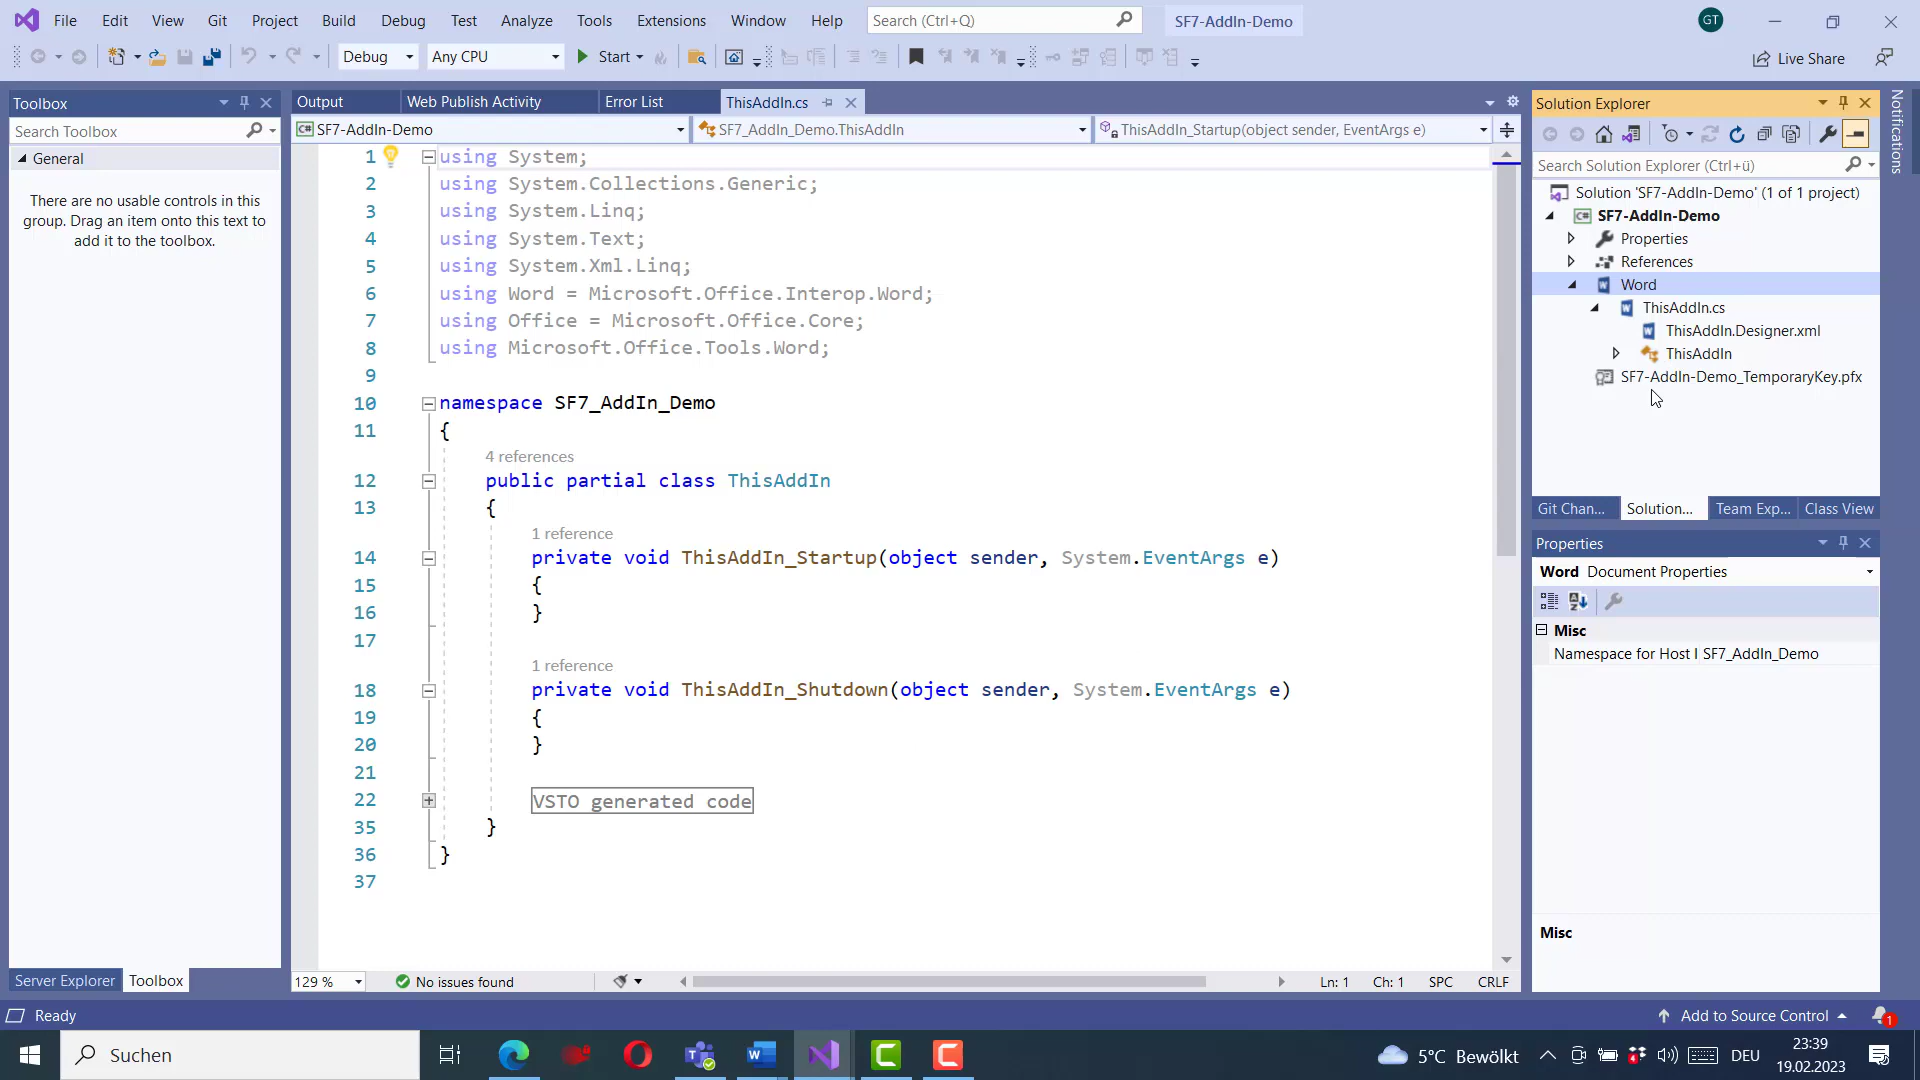 File Edit View Git Project Build Debug Test Analyze Tools Extensions Window Help Search (Ctrl+Q) SF7-AddIn-Demo GT
Debug Any CPU Start Live Share
Toolbox
Search Toolbox
General
There are no usable controls in this
group. Drag an item onto this text to
add it to the toolbox.
Server Explorer Toolbox
Output Web Publish Activity Error List ThisAddIn.cs
C# SF7-AddIn-Demo SF7_AddIn_Demo.ThisAddIn ThisAddIn_Startup(object sender, EventArgs e)
1 using System;
2 using System.Collections.Generic;
3 using System.Linq;
4 using System.Text;
5 using System.Xml.Linq;
6 using Word = Microsoft.Office.Interop.Word;
7 using Office = Microsoft.Office.Core;
8 using Microsoft.Office.Tools.Word;
9
10 namespace SF7_AddIn_Demo
11 {
4 references
12 public partial class ThisAddIn
13 {
1 reference
14 private void ThisAddIn_Startup(object sender, System.EventArgs e)
15 {
16 }
17
1 reference
18 private void ThisAddIn_Shutdown(object sender, System.EventArgs e)
19 {
20 }
21
22 VSTO generated code
35 }
36 }
37
129 % No issues found Ln: 1 Ch: 1 SPC CRLF
Solution Explorer
Search Solution Explorer (Ctrl+ü)
Solution 'SF7-AddIn-Demo' (1 of 1 project)
C# SF7-AddIn-Demo
Properties
References
Word
ThisAddIn.cs
ThisAddIn.Designer.xml
ThisAddIn
SF7-AddIn-Demo_TemporaryKey.pfx
Git Chan... Solution... Team Exp... Class View
Properties
Word Document Properties
Misc
Namespace for Host I SF7_AddIn_Demo
Misc
Notifications
Ready Add to Source Control 1
Suchen 5°C Bewölkt DEU 23:39
19.02.2023